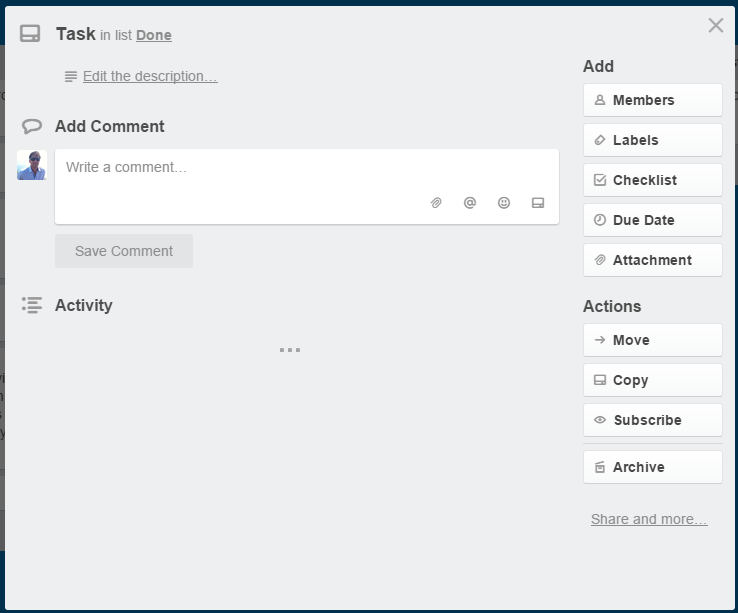 Task in list Done
Edit the description…
Add Comment
Write a comment…
Save Comment
Activity
Add
Members
Labels
Checklist
Due Date
Attachment
Actions
Move
Copy
Subscribe
Archive
Share and more…